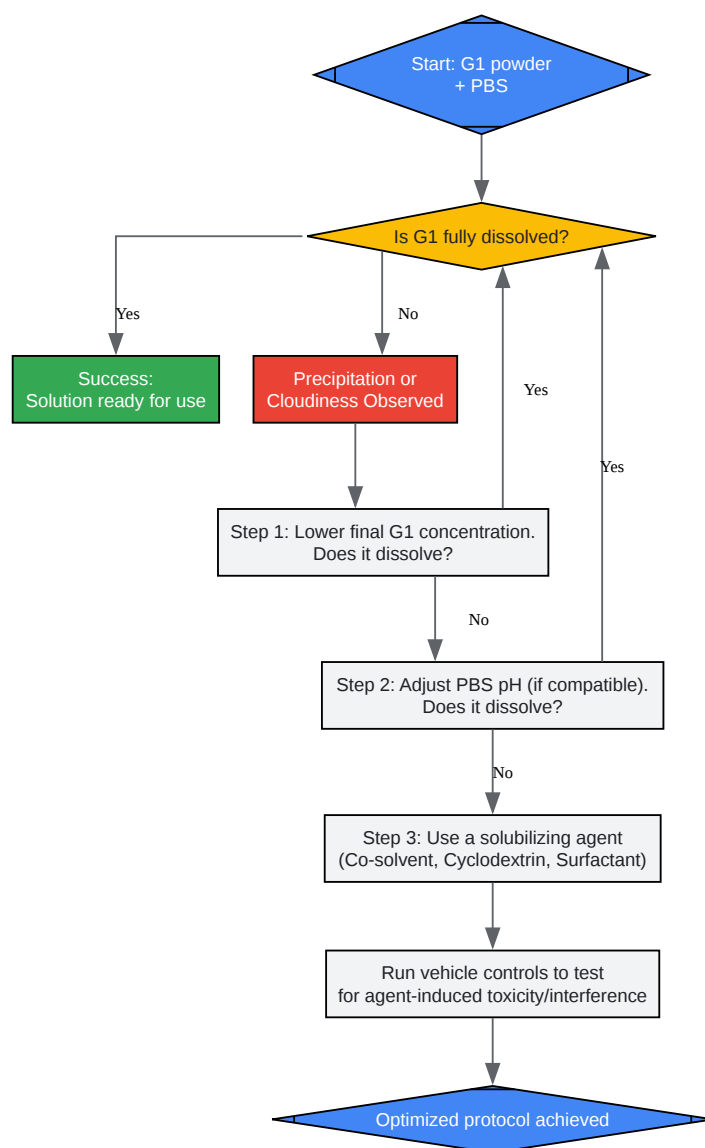 Start: G1 powder
+ PBS
Is G1 fully dissolved?
Yes
No
Success:
Solution ready for use
Precipitation or
Cloudiness Observed
Yes
Yes
Step 1: Lower final G1 concentration.
Does it dissolve?
No
Step 2: Adjust PBS pH (if compatible).
Does it dissolve?
No
Step 3: Use a solubilizing agent
(Co-solvent, Cyclodextrin, Surfactant)
Run vehicle controls to test
for agent-induced toxicity/interference
Optimized protocol achieved